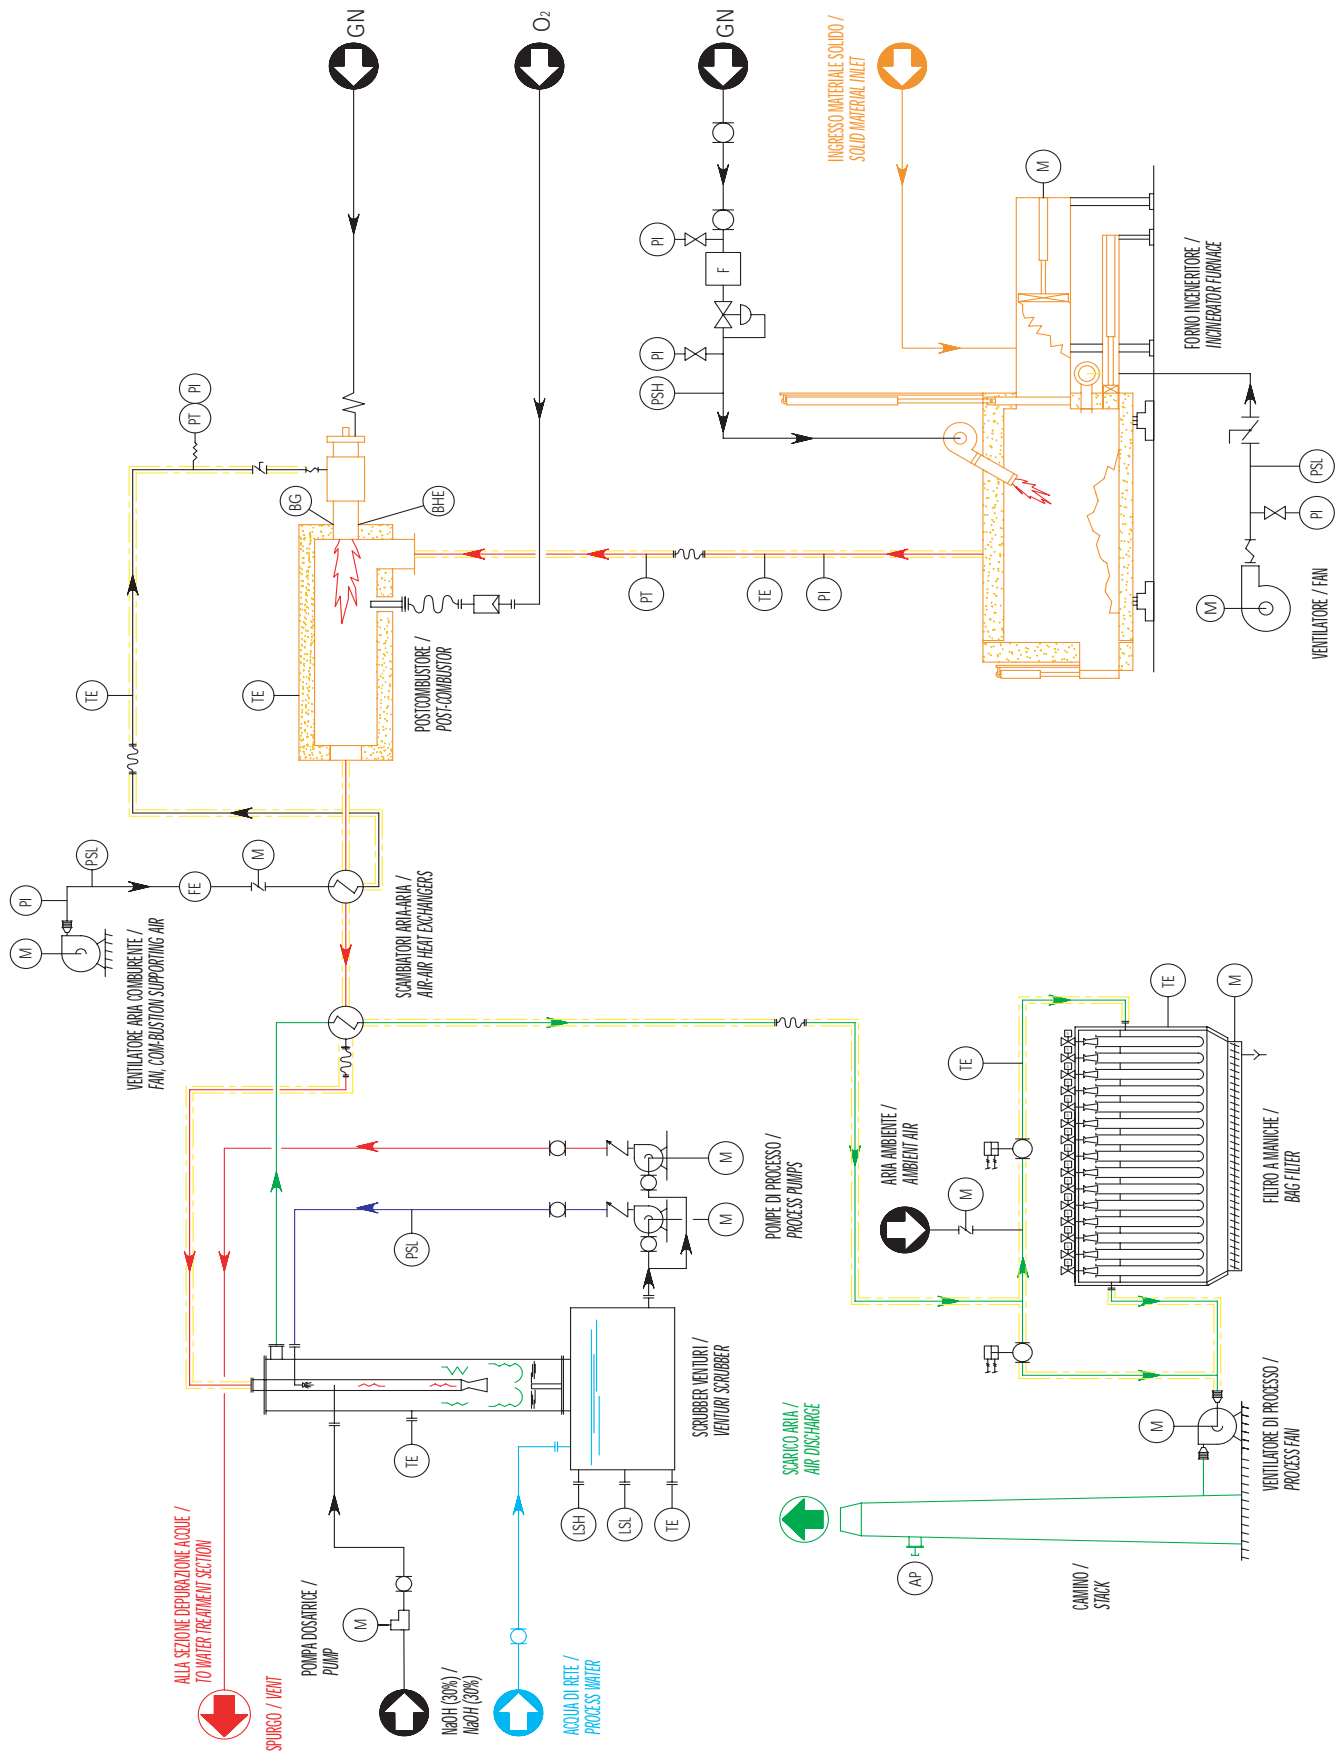 GN
O2
GN
INGRESSO MATERIALE SOLIDO /
SOLID MATERIAL INLET
M
PI
F
PI
PSH
FORNO INCENERITORE /
INCINERATOR FURNACE
PT
PI
BG
BHE
TE
TE
POSTCOMBUSTORE /
POST-COMBUSTOR
PT
TE
PI
PSL
PI
M
VENTILATORE / FAN
PI
PSL
M
FE
M
VENTILATORE ARIA COMBURENTE /
FAN, COM-BUSTION SUPPORTING AIR
SCAMBIATORI ARIA-ARIA /
AIR-AIR HEAT EXCHANGERS
M
M
PSL
POMPE DI PROCESSO /
PROCESS PUMPS
ARIA AMBIENTE /
AMBIENT AIR
M
TE
TE
M
FILTRO A MANICHE /
BAG FILTER
SCRUBBER VENTURI /
VENTURI SCRUBBER
TE
LSH
LSL
TE
SCARICO ARIA /
AIR DISCHARGE
M
VENTILATORE DI PROCESSO /
PROCESS FAN
AP
CAMINO /
STACK
ALLA SEZIONE DEPURAZIONE ACQUE /
TO WATER TREATMENT SECTION
SPURGO / VENT
POMPA DOSATRICE /
PUMP
M
NaOH (30%) /
NaOH (30%)
ACQUA DI RETE /
PROCESS WATER